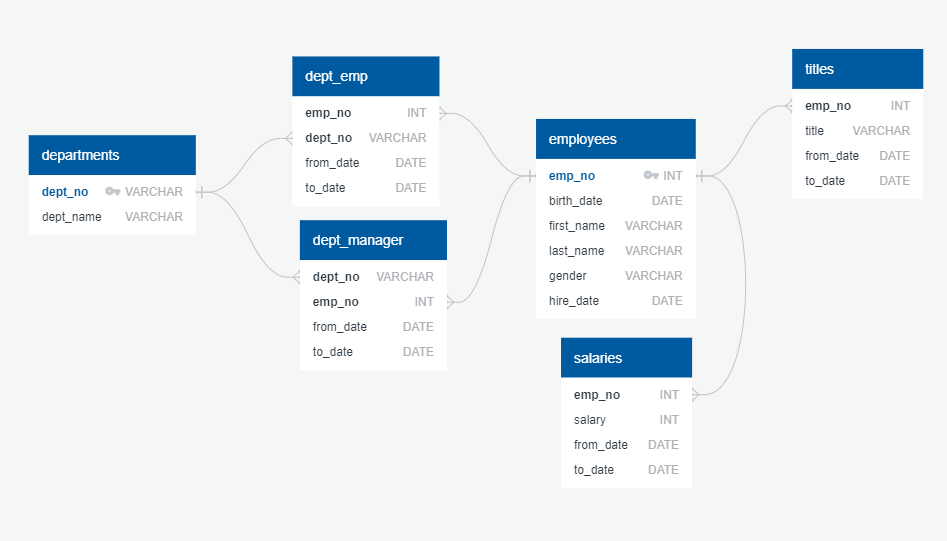 departments
dept_no VARCHAR
dept_name VARCHAR
dept_emp
emp_no INT
dept_no VARCHAR
from_date DATE
to_date DATE
dept_manager
dept_no VARCHAR
emp_no INT
from_date DATE
to_date DATE
employees
emp_no INT
birth_date DATE
first_name VARCHAR
last_name VARCHAR
gender VARCHAR
hire_date DATE
salaries
emp_no INT
salary INT
from_date DATE
to_date DATE
titles
emp_no INT
title VARCHAR
from_date DATE
to_date DATE